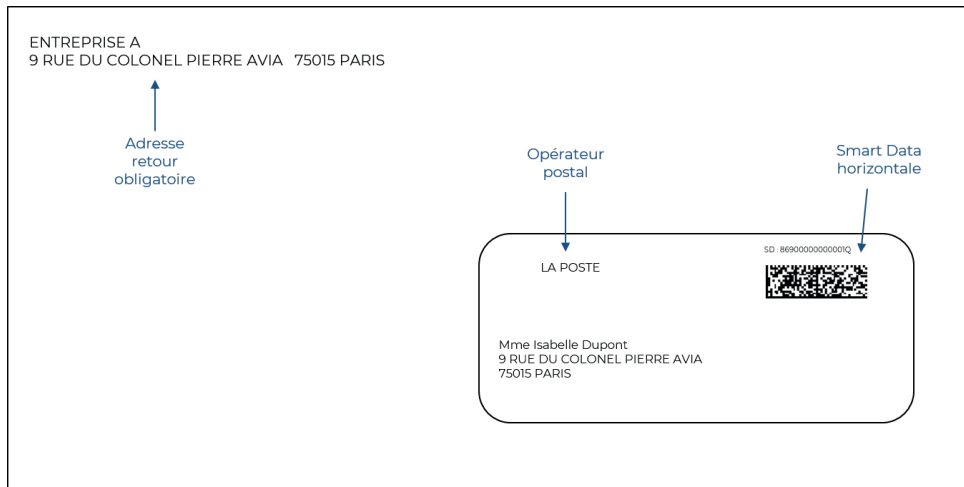 ENTREPRISE A
9 RUE DU COLONEL PIERRE AVIA 75015 PARIS
Adresse
retour
obligatoire
Opérateur
postal
Smart Data
horizontale
SD : 86900000000001Q
LA POSTE
Mme Isabelle Dupont
9 RUE DU COLONEL PIERRE AVIA
75015 PARIS